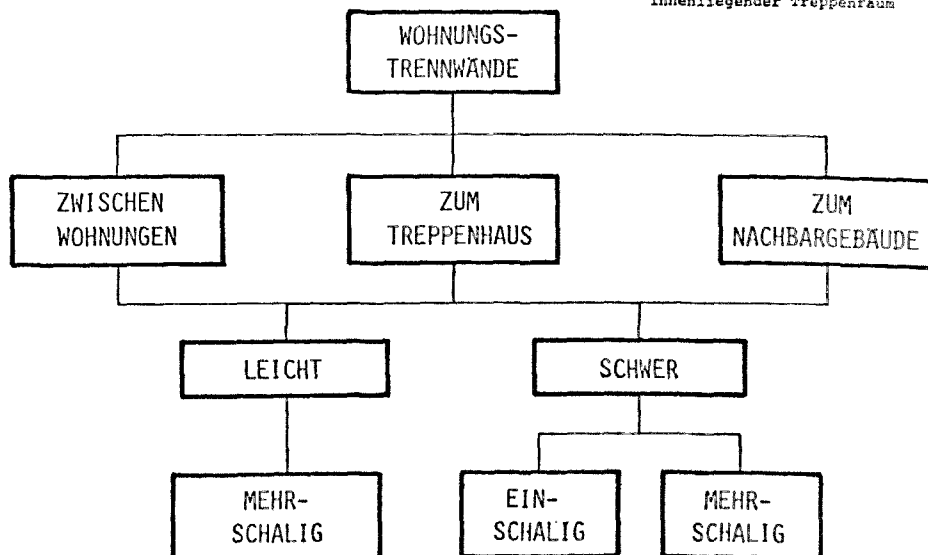 innenliegender Treppenraum
WOHNUNGS-
TRENNWÄNDE
ZWISCHEN
WOHNUNGEN
ZUM
TREPPENHAUS
ZUM
NACHBARGEBÄUDE
LEICHT
SCHWER
MEHR-
SCHALIG
EIN-
SCHALIG
MEHR-
SCHALIG